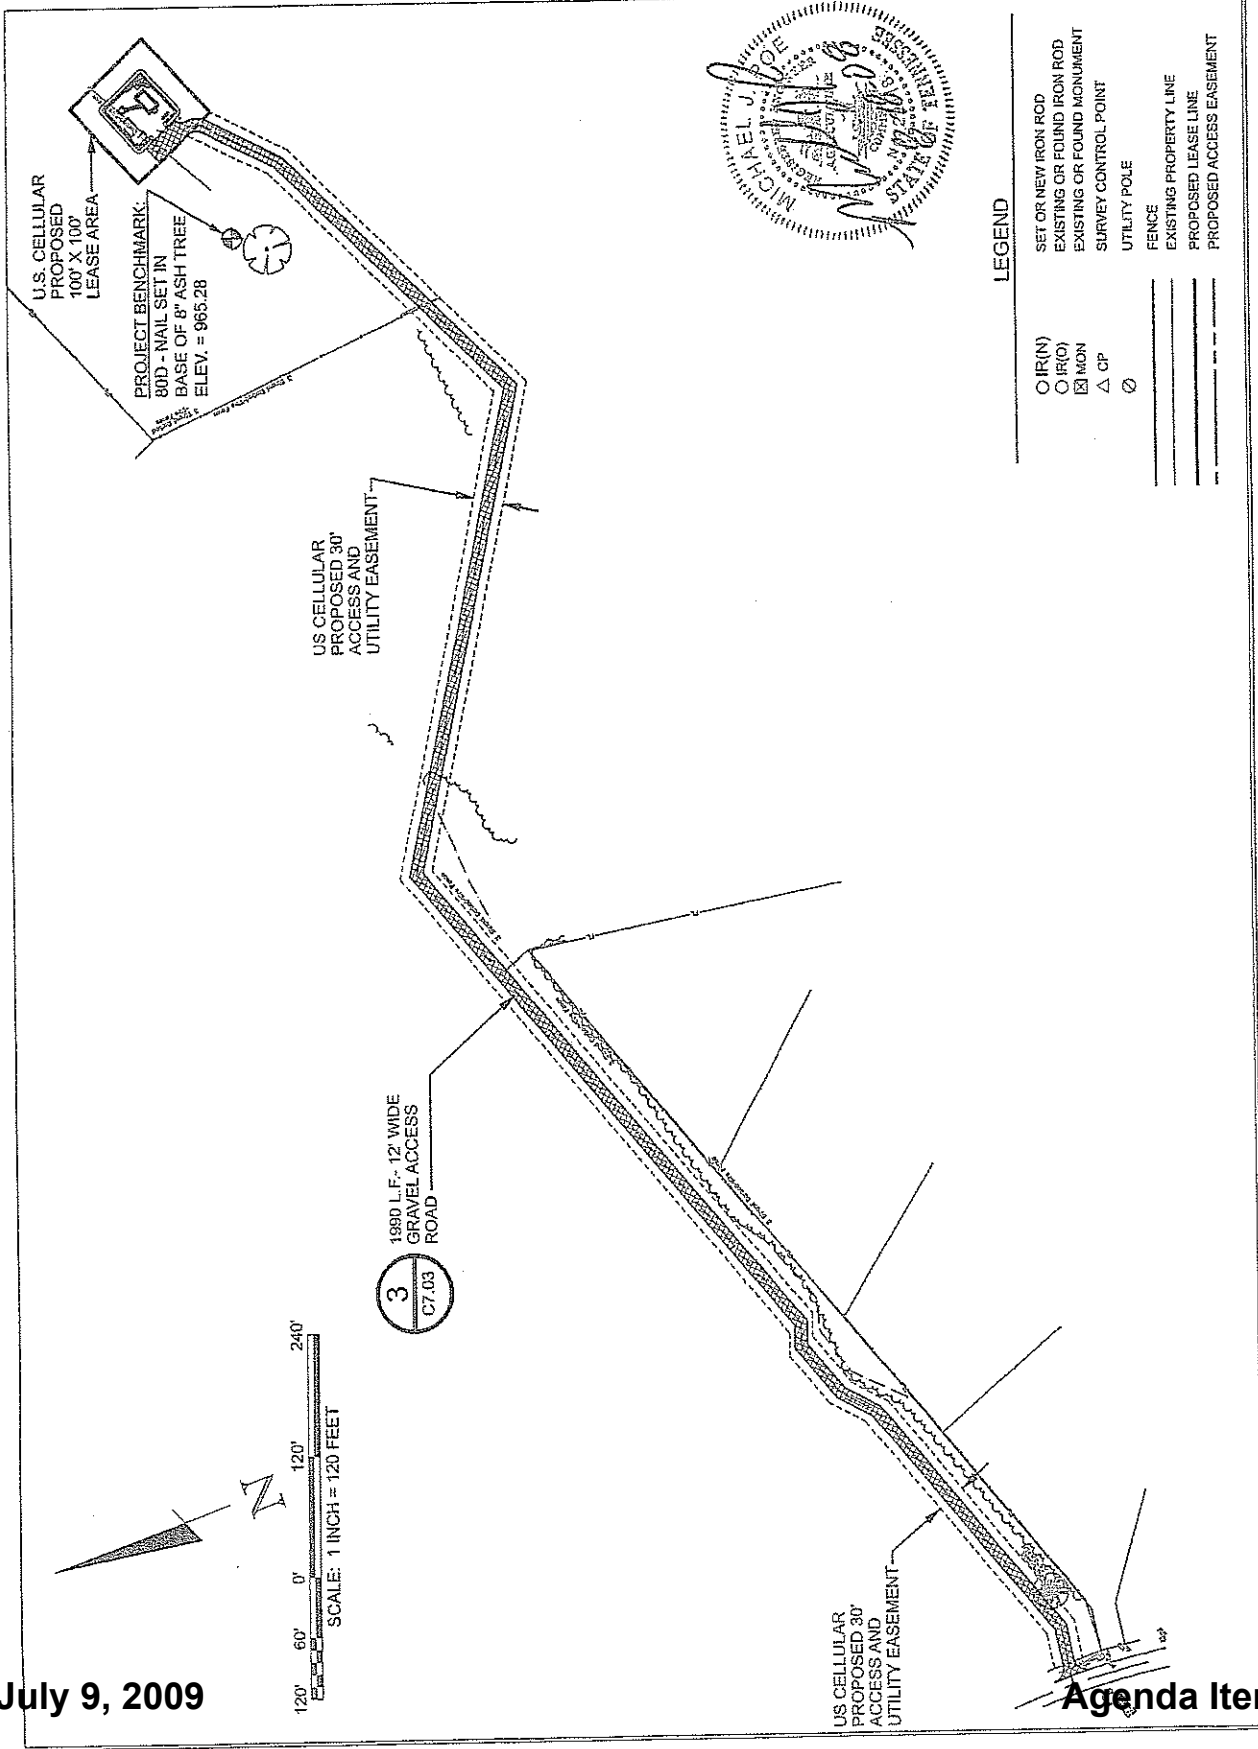 U.S. CELLULAR
PROPOSED
100' X 100'
LEASE AREA
PROJECT BENCHMARK:
80D - NAIL SET IN
BASE OF 8" ASH TREE
ELEV. = 965.28
US CELLULAR
PROPOSED 30'
ACCESS AND
UTILITY EASEMENT
3
C7.03
1990 L.F.- 12' WIDE
GRAVEL ACCESS
ROAD
N
120' 60' 0' 120' 240'
SCALE: 1 INCH = 120 FEET
US CELLULAR
PROPOSED 30'
ACCESS AND
UTILITY EASEMENT
MICHAEL J. POE
STATE OF TENNESSEE
LEGEND
IR(N) SET OR NEW IRON ROD
IR(O) EXISTING OR FOUND IRON ROD
MON EXISTING OR FOUND MONUMENT
CP SURVEY CONTROL POINT
UTILITY POLE
FENCE
EXISTING PROPERTY LINE
PROPOSED LEASE LINE
PROPOSED ACCESS EASEMENT
July 9, 2009
Agenda Iter